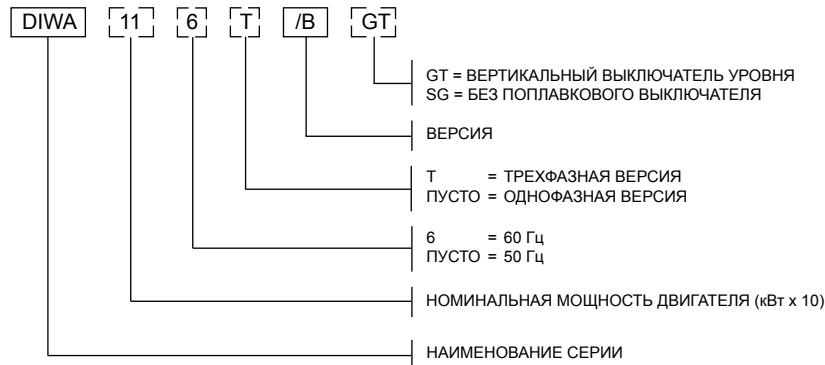 DIWA 11 6 T /B GT
GT = ВЕРТИКАЛЬНЫЙ ВЫКЛЮЧАТЕЛЬ УРОВНЯ
SG = БЕЗ ПОПЛАВКОВОГО ВЫКЛЮЧАТЕЛЯ
ВЕРСИЯ
T = ТРЕХФАЗНАЯ ВЕРСИЯ
ПУСТО = ОДНОФАЗНАЯ ВЕРСИЯ
6 = 60 Гц
ПУСТО = 50 Гц
НОМИНАЛЬНАЯ МОЩНОСТЬ ДВИГАТЕЛЯ (кВт x 10)
НАИМЕНОВАНИЕ СЕРИИ